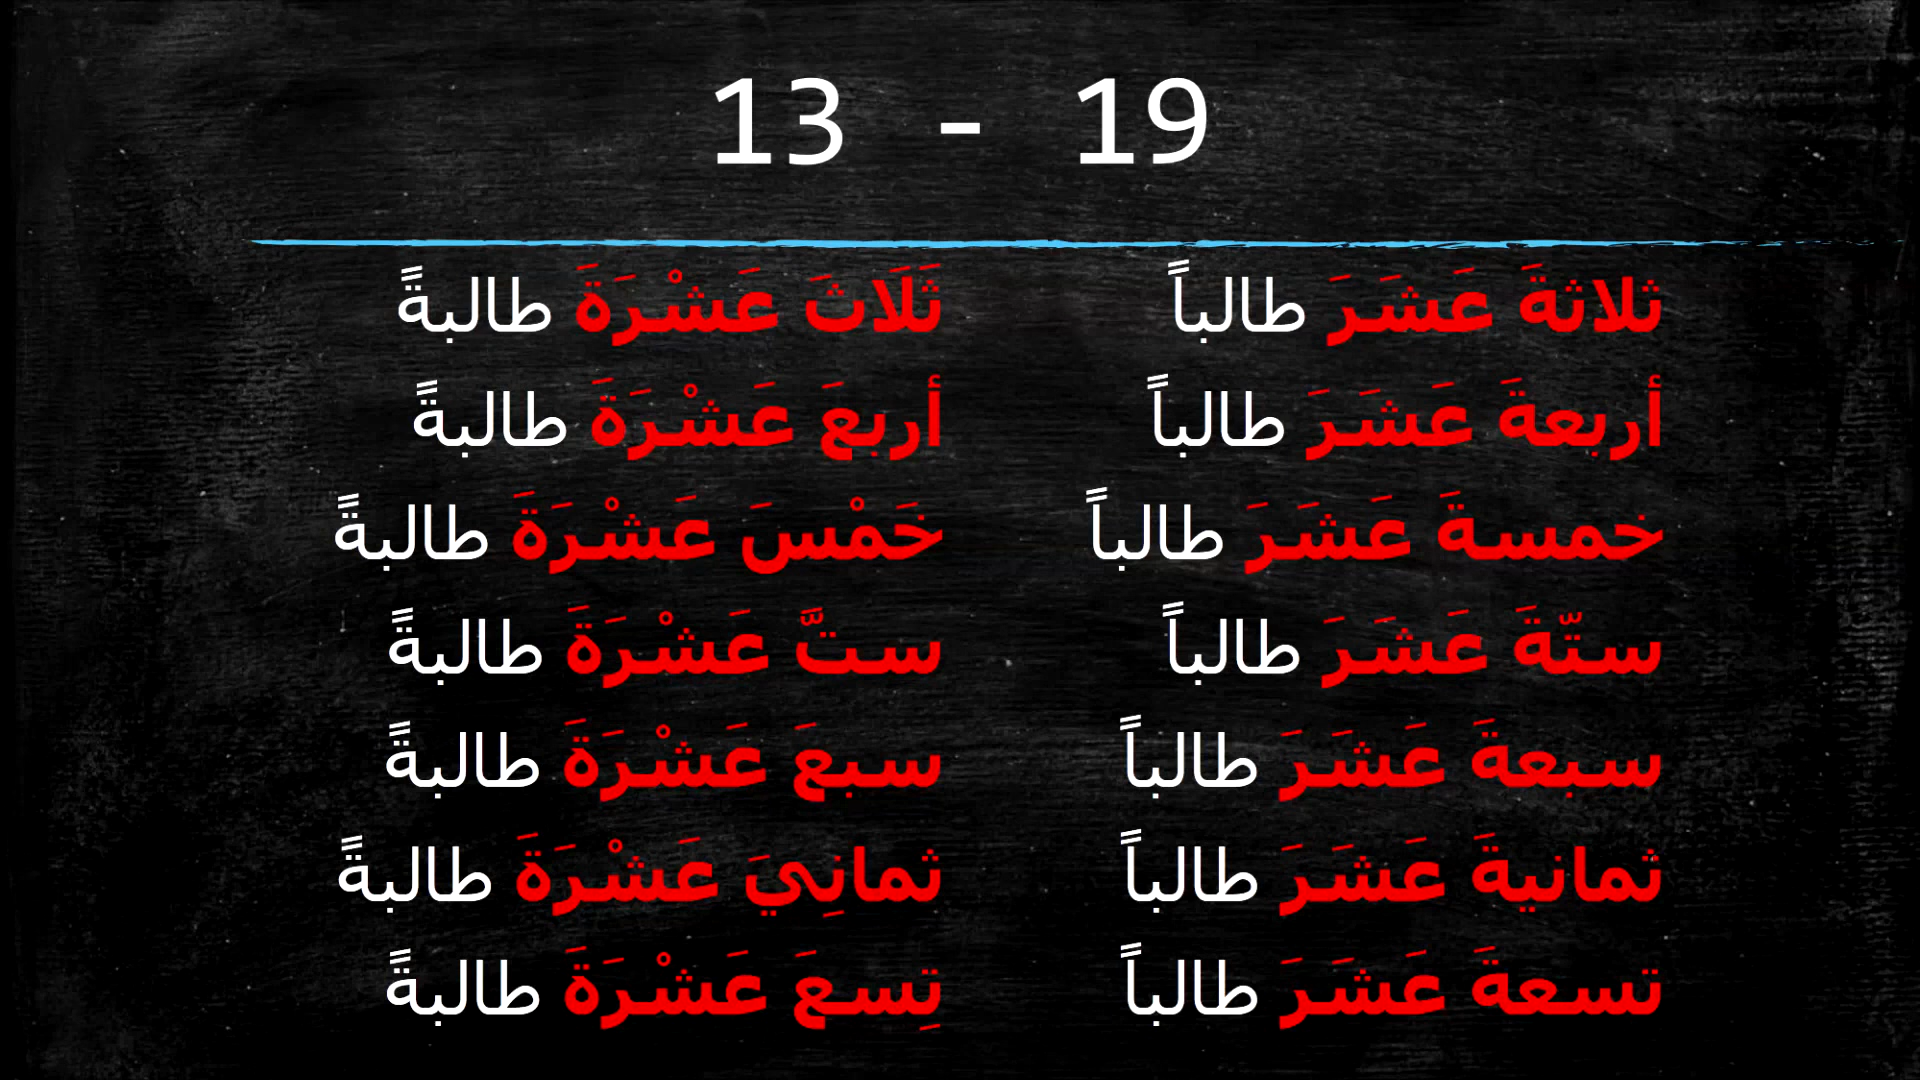 13 - 19
ثلاثةَ عَشَرَ طالباً ثَلَاثَ عَشْرَةَ طالبةً
أربعةَ عَشَرَ طالباً أربعَ عَشْرَةَ طالبةً
خمسةَ عَشَرَ طالباً خَمْسَ عَشْرَةَ طالبةً
ستّةَ عَشَرَ طالباً ستَّ عَشْرَةَ طالبةً
سبعةَ عَشَرَ طالباً سبعَ عَشْرَةَ طالبةً
ثمانيةَ عَشَرَ طالباً ثمانِيَ عَشْرَةَ طالبةً
تسعةَ عَشَرَ طالباً تِسعَ عَشْرَةَ طالبةً